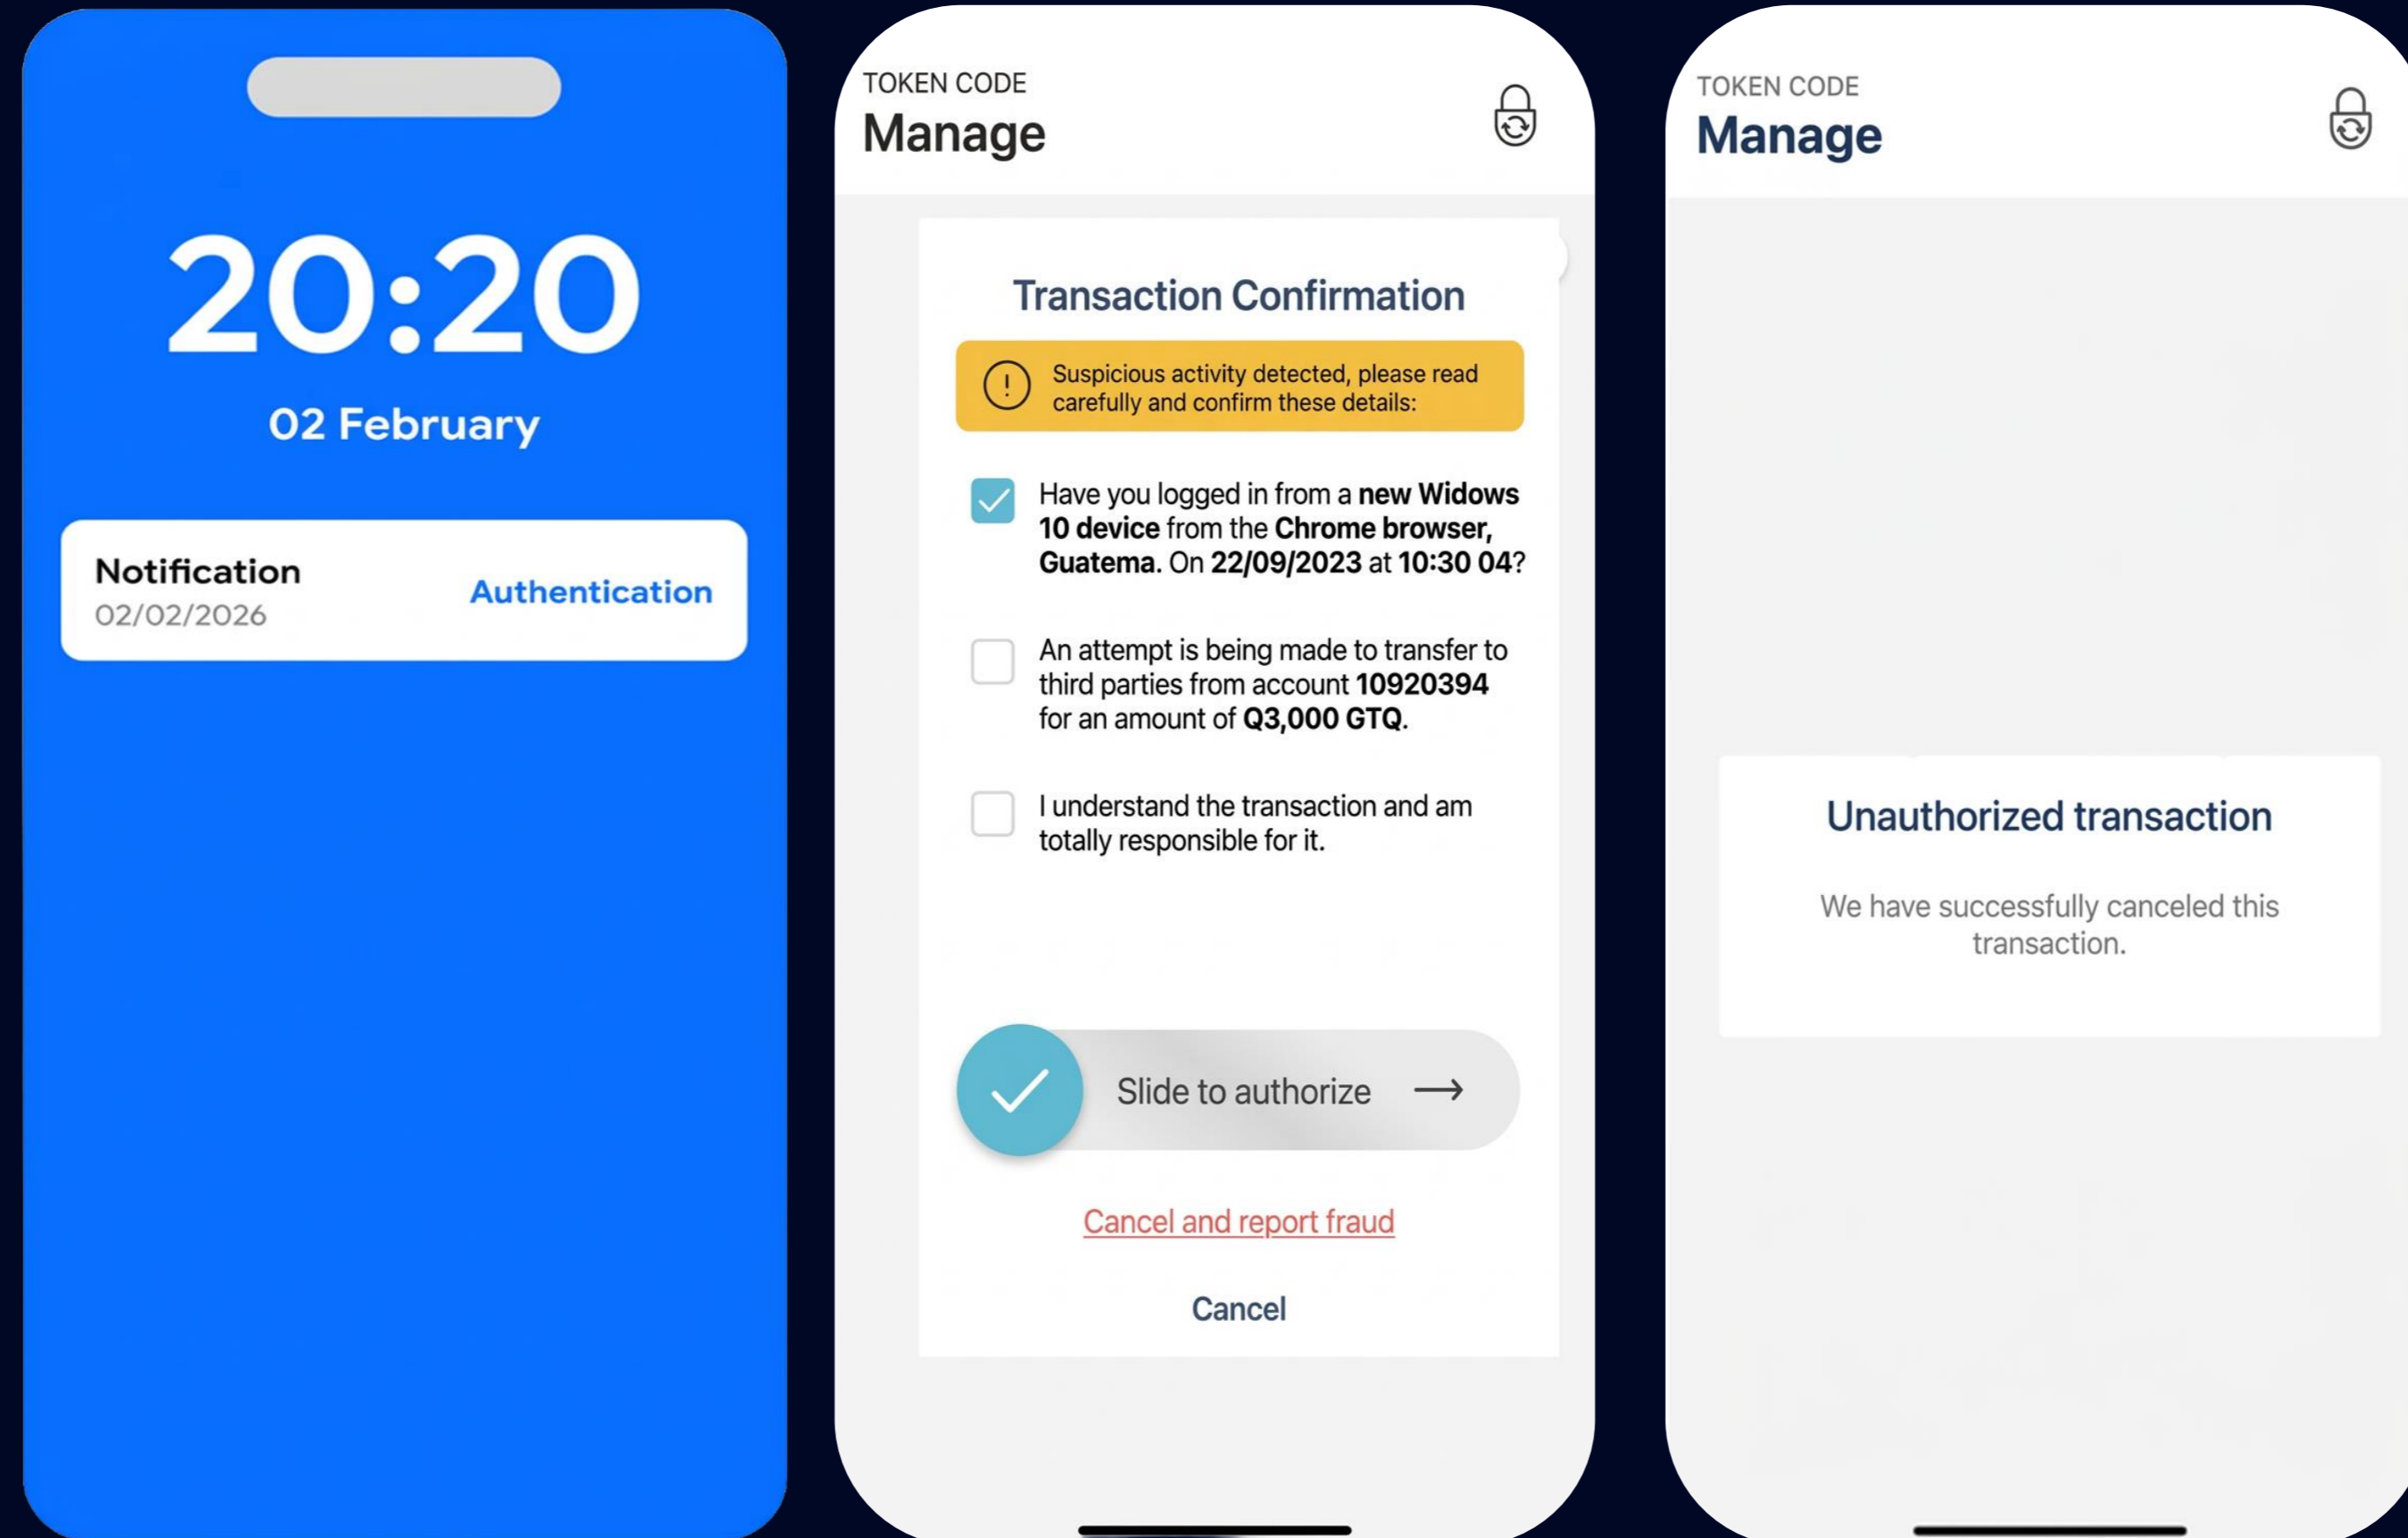 20:20
02 February
Notification
02/02/2026
Authentication
TOKEN CODE
Manage
Transaction Confirmation
Suspicious activity detected, please read
carefully and confirm these details:
Have you logged in from a new Widows
10 device from the Chrome browser,
Guatema. On 22/09/2023 at 10:30 04?
An attempt is being made to transfer to
third parties from account 10920394
for an amount of Q3,000 GTQ.
I understand the transaction and am
totally responsible for it.
Slide to authorize
Cancel and report fraud
Cancel
TOKEN CODE
Manage
Unauthorized transaction
We have successfully canceled this
transaction.